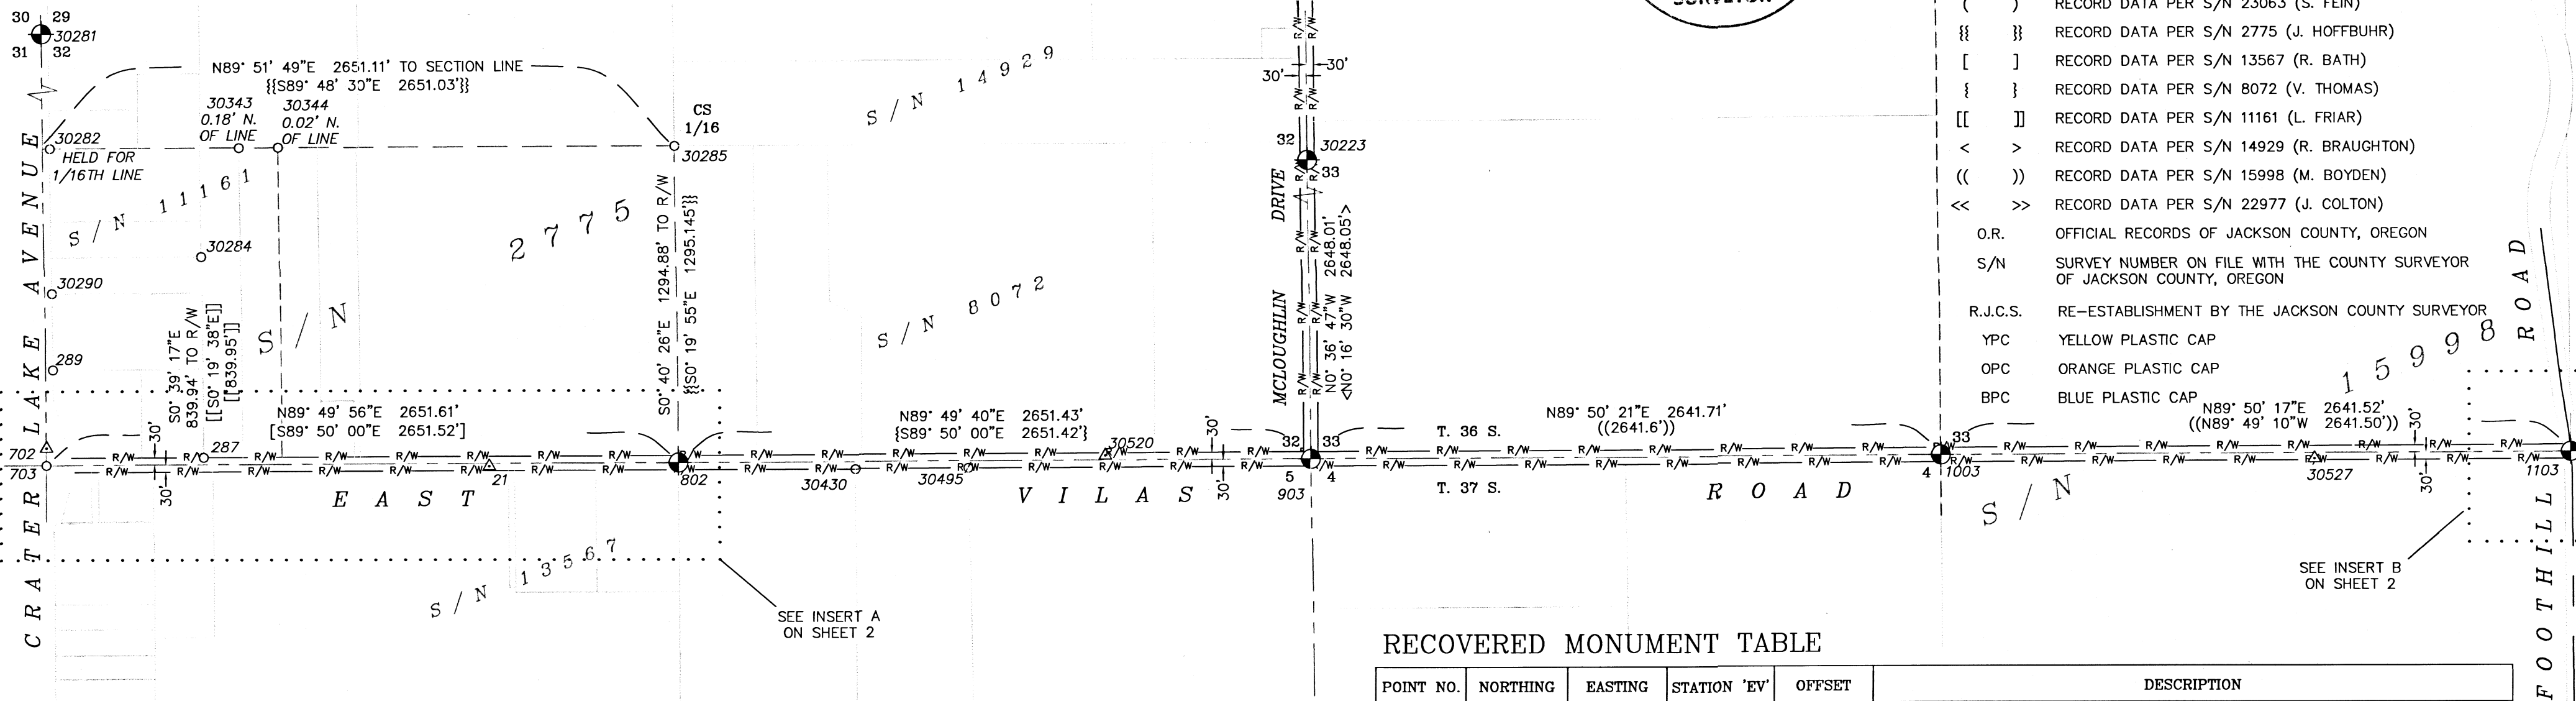 30 29
30281
31 32
N89° 51' 49"E 2651.11' TO SECTION LINE
{{S89° 48' 30"E 2651.03'}}
30343
0.18' N.
OF LINE
30344
0.02' N.
OF LINE
30282
HELD FOR
1/16TH LINE
CS
1/16
30285
S/N 11161
30284
30290
289
S/N 2775
S/N 14929
S/N 8072
30'
30'
32
30223
33
MCLOUGHLIN DRIVE
N0° 36' 47"W 2648.01'
<N0° 16' 30"W 2648.05'>
S0° 40' 26"E 1294.88' TO R/W
{{S0° 19' 55"E 1295.145'}}
S0° 39' 17"E
839.94' TO R/W
[[S0° 19' 38"E]]
[[839.95']]
N89° 49' 56"E 2651.61'
[S89° 50' 00"E 2651.52']
N89° 49' 40"E 2651.43'
{S89° 50' 00"E 2651.42'}
N89° 50' 21"E 2641.71'
((2641.6'))
N89° 50' 17"E 2641.52'
((N89° 49' 10"W 2641.50'))
702
703
30'
30'
287
21
802
30430
30495
30520
30'
30'
32 33
5 4
903
T. 36 S.
T. 37 S.
33
4
1003
30'
30'
30527
1103
R/W
EAST VILAS ROAD
CRATER LAKE AVENUE
FOOTHILL ROAD
S/N 13567
S/N 15998
SEE INSERT A
ON SHEET 2
SEE INSERT B
ON SHEET 2
SURVEYOR
( ) RECORD DATA PER S/N 23063 (S. FEIN)
{{ }} RECORD DATA PER S/N 2775 (J. HOFFBUHR)
[ ] RECORD DATA PER S/N 13567 (R. BATH)
{ } RECORD DATA PER S/N 8072 (V. THOMAS)
[[ ]] RECORD DATA PER S/N 11161 (L. FRIAR)
< > RECORD DATA PER S/N 14929 (R. BRAUGHTON)
(( )) RECORD DATA PER S/N 15998 (M. BOYDEN)
<< >> RECORD DATA PER S/N 22977 (J. COLTON)
O.R. OFFICIAL RECORDS OF JACKSON COUNTY, OREGON
S/N SURVEY NUMBER ON FILE WITH THE COUNTY SURVEYOR
OF JACKSON COUNTY, OREGON
R.J.C.S. RE-ESTABLISHMENT BY THE JACKSON COUNTY SURVEYOR
YPC YELLOW PLASTIC CAP
OPC ORANGE PLASTIC CAP
BPC BLUE PLASTIC CAP
RECOVERED MONUMENT TABLE
POINT NO. NORTHING EASTING STATION 'EV' OFFSET DESCRIPTION